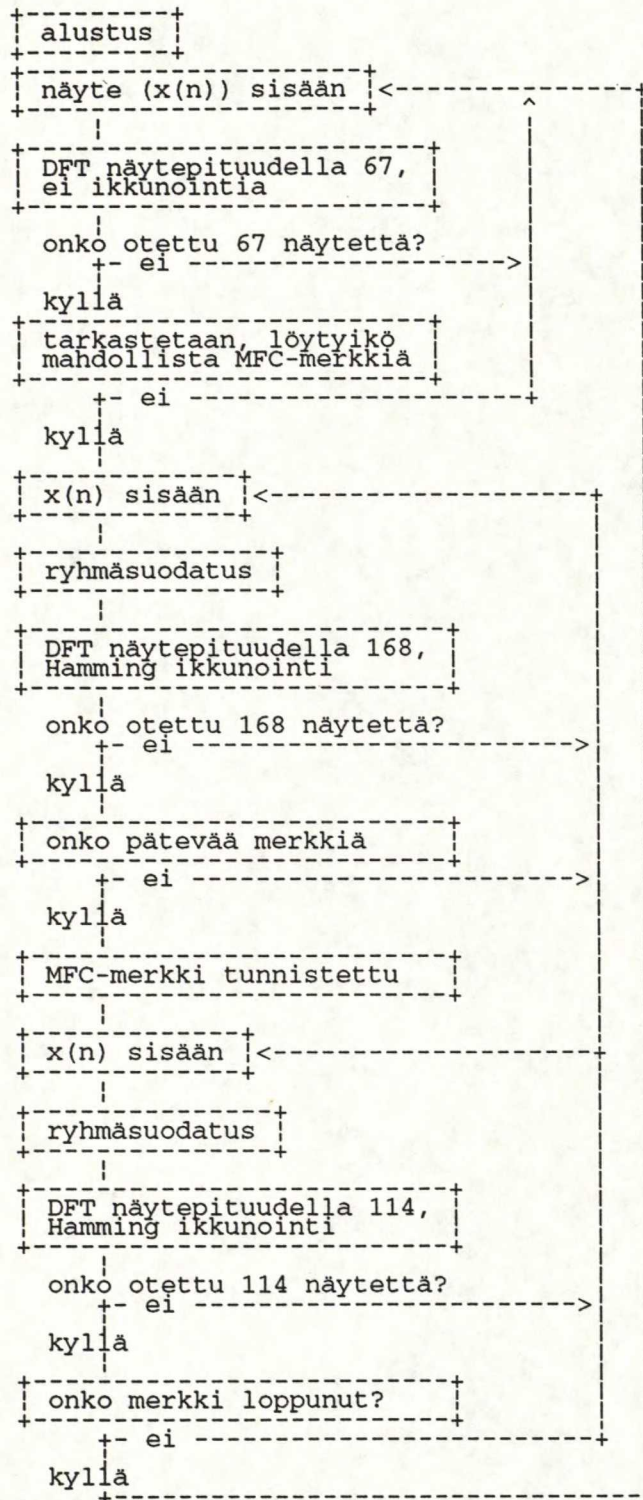 alustus
näyte (x(n)) sisään
DFT näytepituudella 67,
ei ikkunointia
onko otettu 67 näytettä?
ei
kyllä
tarkastetaan, löytyikö
mahdollista MFC-merkkiä
ei
kyllä
x(n) sisään
ryhmäsuodatus
DFT näytepituudella 168,
Hamming ikkunointi
onko otettu 168 näytettä?
ei
kyllä
onko pätevää merkkiä
ei
kyllä
MFC-merkki tunnistettu
x(n) sisään
ryhmäsuodatus
DFT näytepituudella 114,
Hamming ikkunointi
onko otettu 114 näytettä?
ei
kyllä
onko merkki loppunut?
ei
kyllä